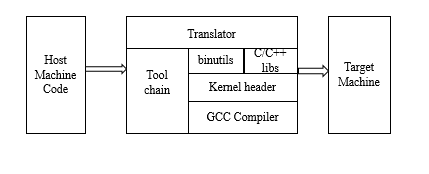 Translator
Host
Machine
Code
Tool
chain
binutils
C/C++
libs
Kernel header
GCC Compiler
Target
Machine